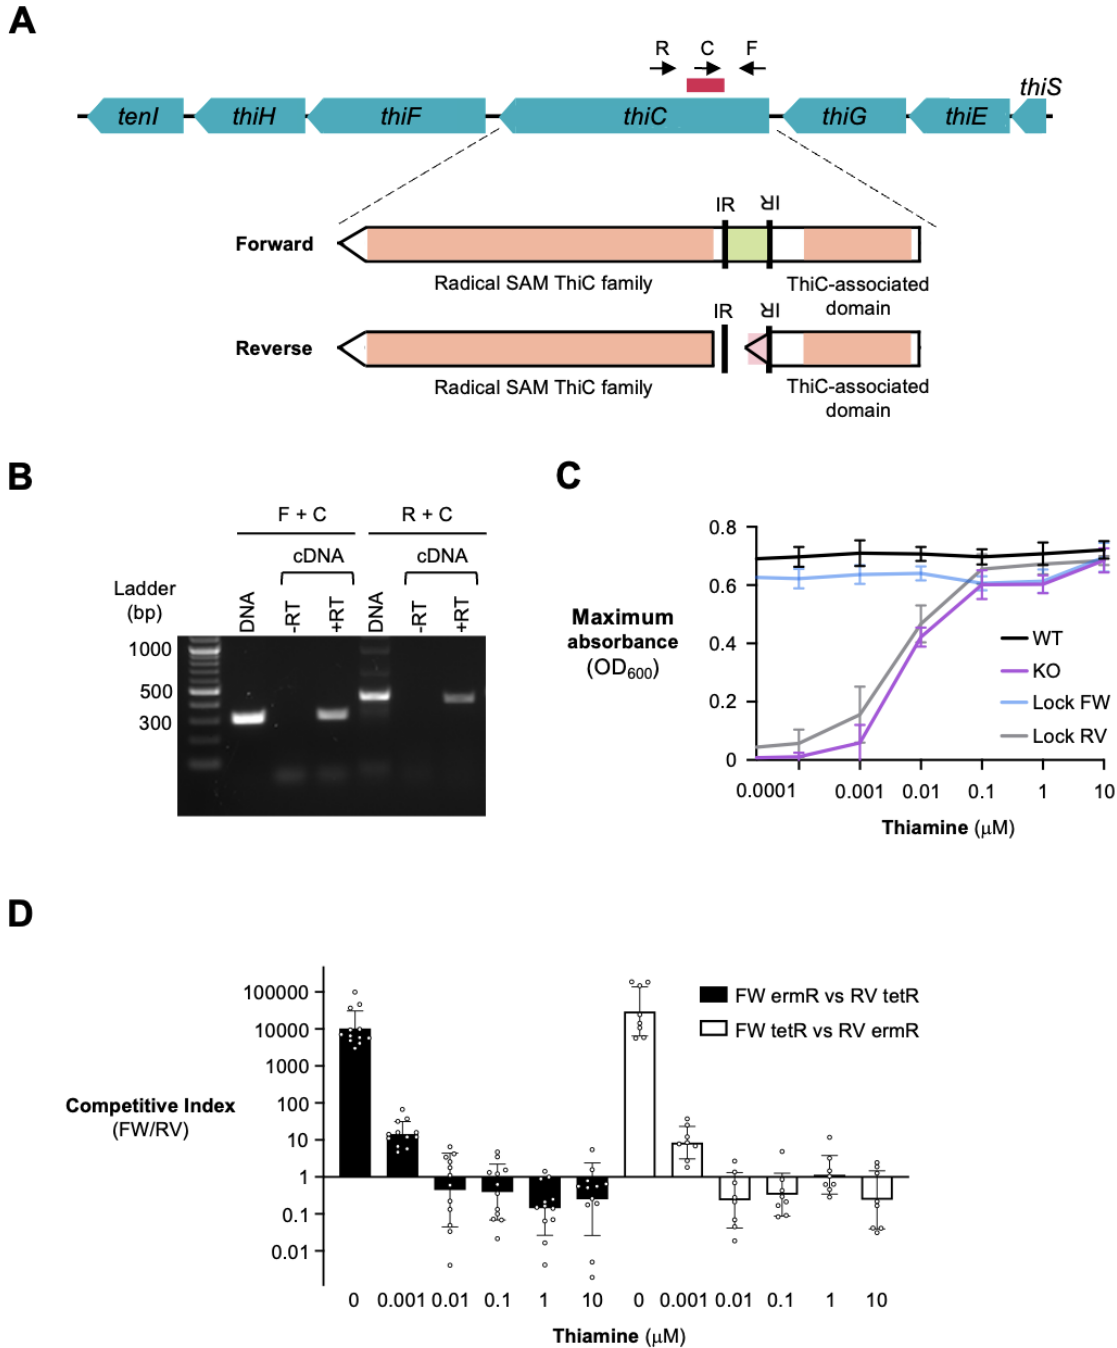 A
R C F
thiS
tenI thiH thiF thiC thiG thiE
IR IR
Forward
Radical SAM ThiC family
ThiC-associated
domain
IR IR
Reverse
Radical SAM ThiC family
ThiC-associated
domain
B
F + C R + C
cDNA cDNA
Ladder
(bp)
DNA -RT +RT DNA -RT +RT
1000
500
300
C
0.8
0.6
0.4
0.2
0
Maximum
absorbance
(OD600)
WT
KO
Lock FW
Lock RV
0.0001 0.001 0.01 0.1 1 10
Thiamine (μM)
D
100000
10000
1000
100
10
1
0.1
0.01
Competitive Index
(FW/RV)
FW ermR vs RV tetR
FW tetR vs RV ermR
0 0.001 0.01 0.1 1 10 0 0.001 0.01 0.1 1 10
Thiamine (μM)